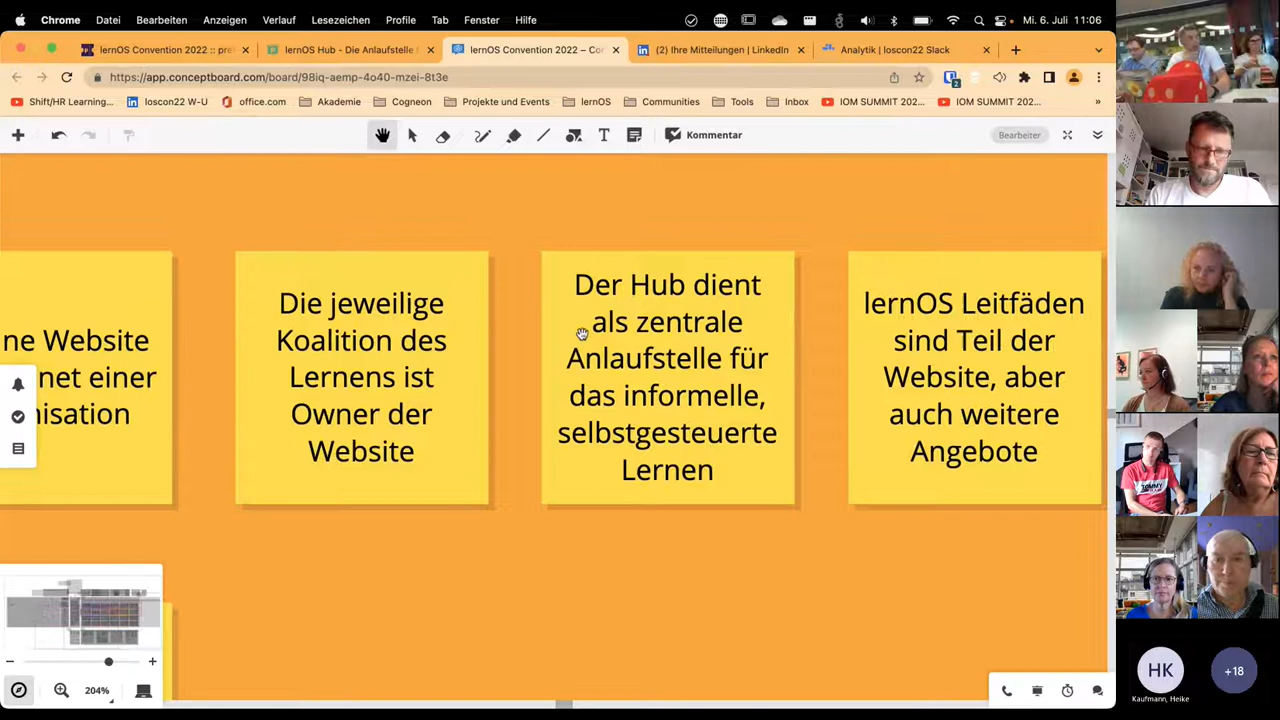 Chrome Datei Bearbeiten Anzeigen Verlauf Lesezeichen Profile Tab Fenster Hilfe Mi. 6. Juli 11:06
lernOS Convention 2022 :: pre
lernOS Hub - Die Anlaufstelle
lernOS Convention 2022 – Co
(2) Ihre Mitteilungen | LinkedIn
Analytik | loscon22 Slack
https://app.conceptboard.com/board/98iq-aemp-4o40-mzei-8t3e
2
Shift/HR Learning... loscon22 W-U office.com Akademie Cogneon Projekte und Events lernOS Communities Tools Inbox IOM SUMMIT 202... IOM SUMMIT 202... »
Kommentar
Bearbeiter
ne Website
net einer
nisation
Die jeweilige
Koalition des
Lernens ist
Owner der
Website
Der Hub dient
als zentrale
Anlaufstelle für
das informelle,
selbstgesteuerte
Lernen
lernOS Leitfäden
sind Teil der
Website, aber
auch weitere
Angebote
204%
HK
Kaufmann, Heike
+18